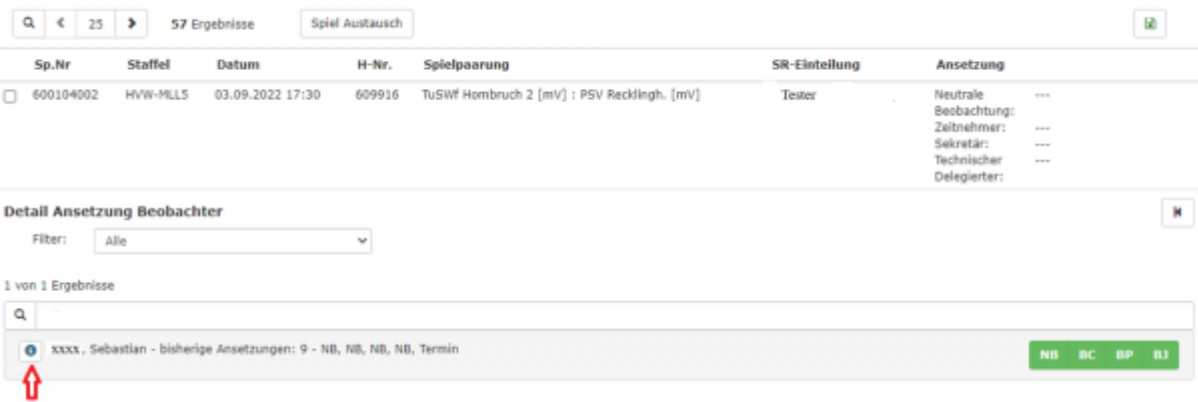 25 57 Ergebnisse Spiel Austausch
Sp.Nr Staffel Datum H-Nr. Spielpaarung SR-Einteilung Ansetzung
600104002 HVW-MLL5 03.09.2022 17:30 609916 TuSWf Hombruch 2 [mV] : PSV Recklingh. [mV] Tester Neutrale ---
Beobachtung:
Zeitnehmer: ---
Sekretär: ---
Technischer ---
Delegierter:
Detail Ansetzung Beobachter
Filter: Alle
1 von 1 Ergebnisse
xxxx, Sebastian - bisherige Ansetzungen: 9 - NB, NB, NB, NB, Termin NB BC BP BJ